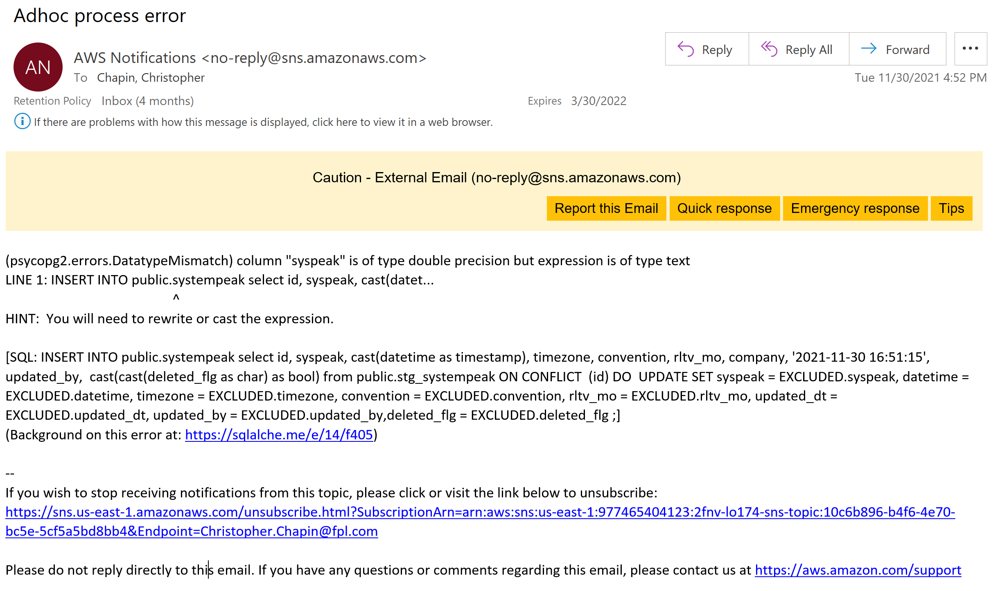 Adhoc process error
Reply
Reply All
Forward
...
AN
AWS Notifications <no-reply@sns.amazonaws.com>
To Chapin, Christopher
Tue 11/30/2021 4:52 PM
Retention Policy Inbox (4 months)
Expires 3/30/2022
If there are problems with how this message is displayed, click here to view it in a web browser.
Caution - External Email (no-reply@sns.amazonaws.com)
Report this Email Quick response Emergency response Tips
(psycopg2.errors.DatatypeMismatch) column "syspeak" is of type double precision but expression is of type text
LINE 1: INSERT INTO public.systempeak select id, syspeak, cast(datet...
^
HINT:  You will need to rewrite or cast the expression.
[SQL: INSERT INTO public.systempeak select id, syspeak, cast(datetime as timestamp), timezone, convention, rltv_mo, company, '2021-11-30 16:51:15',
updated_by,  cast(cast(deleted_flg as char) as bool) from public.stg_systempeak ON CONFLICT  (id) DO  UPDATE SET syspeak = EXCLUDED.syspeak, datetime =
EXCLUDED.datetime, timezone = EXCLUDED.timezone, convention = EXCLUDED.convention, rltv_mo = EXCLUDED.rltv_mo, updated_dt =
EXCLUDED.updated_dt, updated_by = EXCLUDED.updated_by,deleted_flg = EXCLUDED.deleted_flg ;]
(Background on this error at: https://sqlalche.me/e/14/f405)
--
If you wish to stop receiving notifications from this topic, please click or visit the link below to unsubscribe:
https://sns.us-east-1.amazonaws.com/unsubscribe.html?SubscriptionArn=arn:aws:sns:us-east-1:977465404123:2fnv-lo174-sns-topic:10c6b896-b4f6-4e70-
bc5e-5cf5a5bd8bb4&Endpoint=Christopher.Chapin@fpl.com
Please do not reply directly to this email. If you have any questions or comments regarding this email, please contact us at https://aws.amazon.com/support